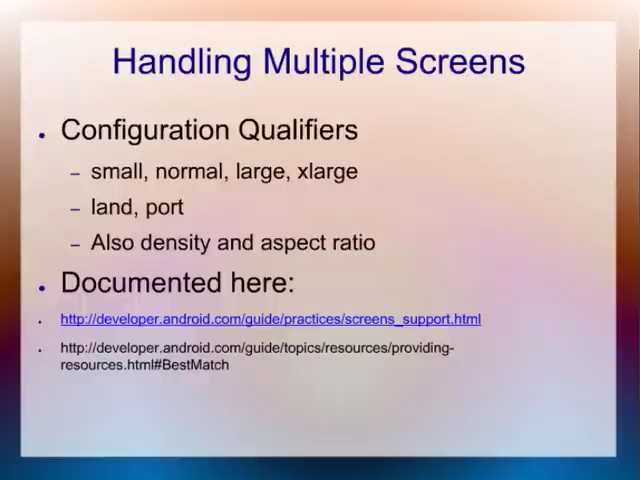 Handling Multiple Screens
• Configuration Qualifiers
– small, normal, large, xlarge
– land, port
– Also density and aspect ratio
• Documented here:
• http://developer.android.com/guide/practices/screens_support.html
• http://developer.android.com/guide/topics/resources/providing-
resources.html#BestMatch